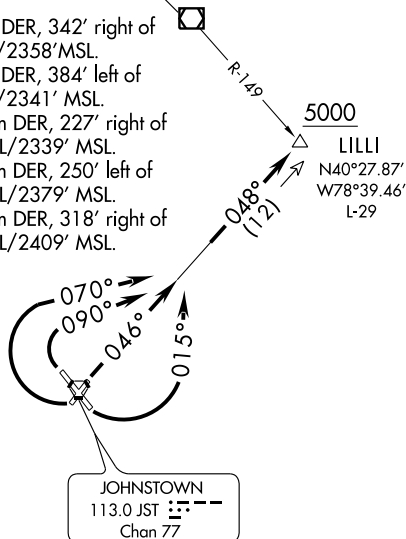 DER, 342' right of
/2358'MSL.
DER, 384' left of
/2341' MSL.
m DER, 227' right of
L/2339' MSL.
m DER, 250' left of
L/2379' MSL.
m DER, 318' right of
L/2409' MSL.
R-149
5000
LILLI
N40°27.87'
W78°39.46'
L-29
048°
(12)
070°
090°
046°
015°
JOHNSTOWN
113.0 JST
Chan 77